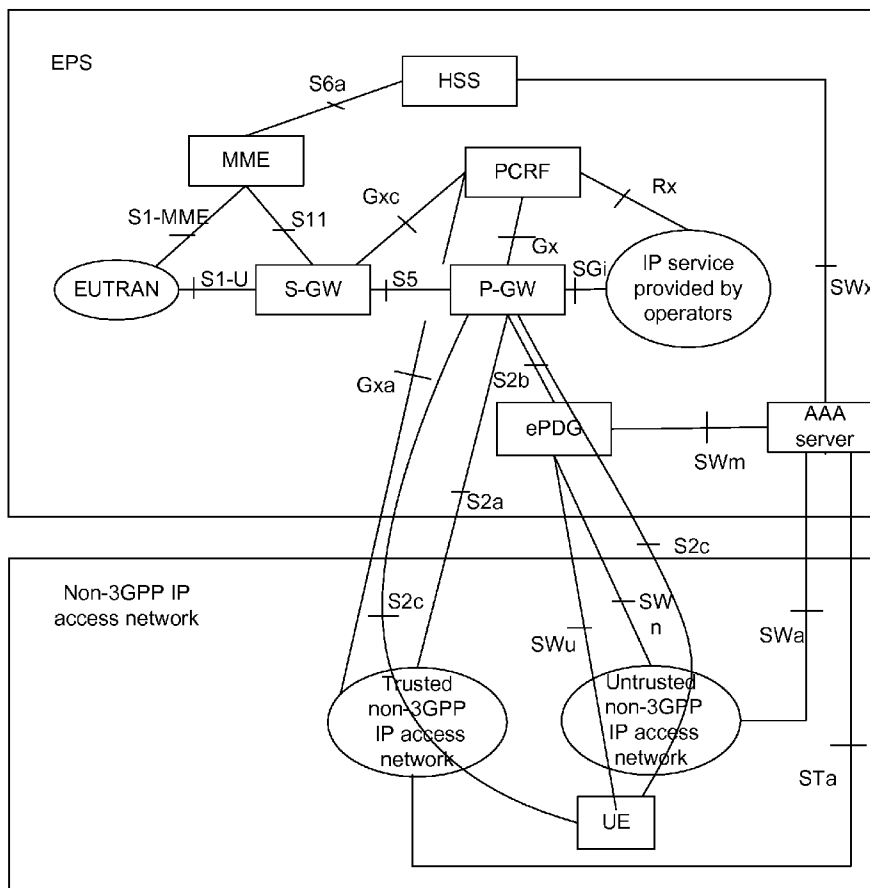 EPS
HSS
S6a
MME
PCRF
Rx
Gxc
S1-MME
S11
Gx
SGi
EUTRAN
S1-U
S-GW
S5
P-GW
IP service
provided by
operators
SWx
Gxa
S2b
ePDG
AAA
server
SWm
S2a
S2c
Non-3GPP IP
access network
S2c
SW
n
SWu
SWa
Trusted
non-3GPP
IP access
network
Untrusted
non-3GPP
IP access
network
STa
UE